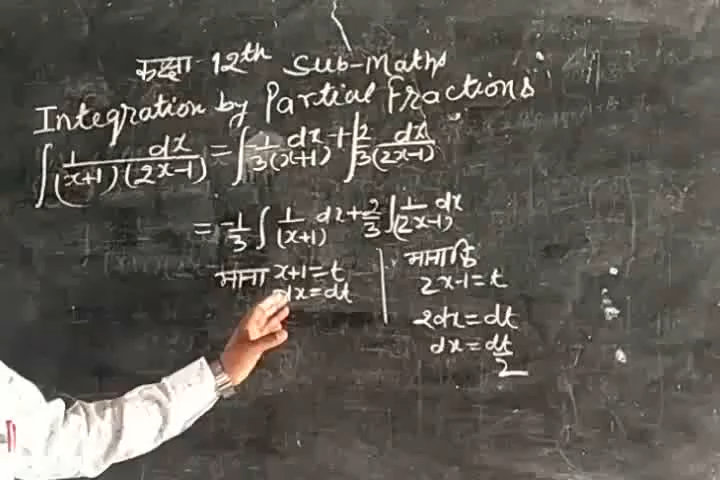 कक्षा 12th Sub-Maths
Integration by Partial Fractions
∫ 1/(x+1)(2x-1) dx = ∫ -1/3(x+1) dx + ∫ 2/3(2x-1) dx
= -1/3 ∫ 1/(x+1) dx + 2/3 ∫ 1/(2x-1) dx
माना x+1=t
dx=dt
माना कि
2x-1=t
2dx=dt
dx=dt/2